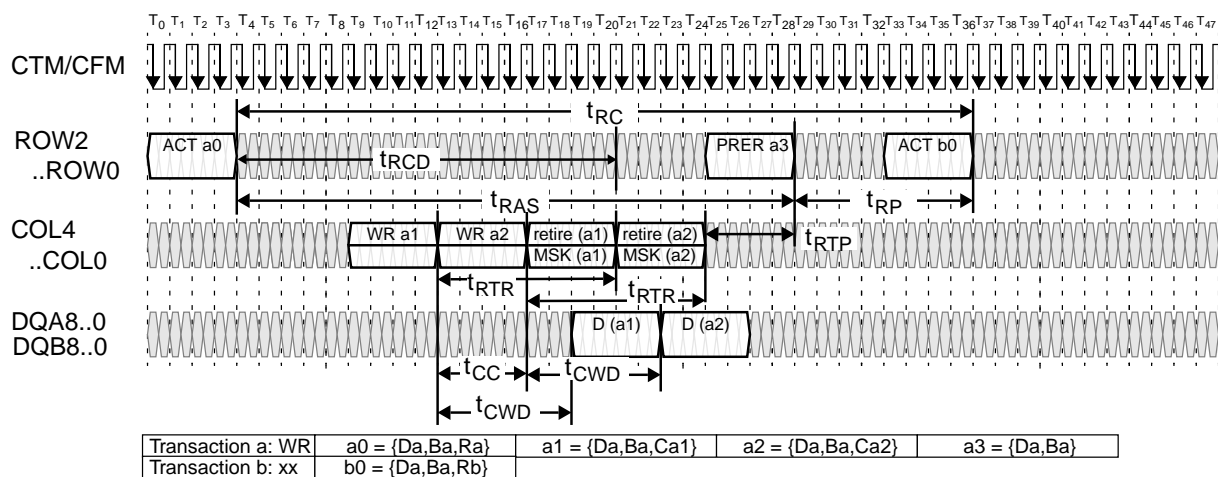 T0 T1 T2 T3 T4 T5 T6 T7 T8 T9 T10 T11 T12 T13 T14 T15 T16 T17 T18 T19 T20 T21 T22 T23 T24 T25 T26 T27 T28 T29 T30 T31 T32 T33 T34 T35 T36 T37 T38 T39 T40 T41 T42 T43 T44 T45 T46 T47
CTM/CFM
tRC
ROW2 ACT a0 PRER a3 ACT b0
..ROW0
tRCD
tRAS tRP
COL4 WR a1 WR a2 retire (a1) retire (a2) tRTP
..COL0 MSK (a1) MSK (a2)
tRTR tRTR
DQA8..0 D (a1) D (a2)
DQB8..0
tCC tCWD
tCWD
Transaction a: WR a0 = {Da,Ba,Ra} a1 = {Da,Ba,Ca1} a2 = {Da,Ba,Ca2} a3 = {Da,Ba}
Transaction b: xx b0 = {Da,Ba,Rb}